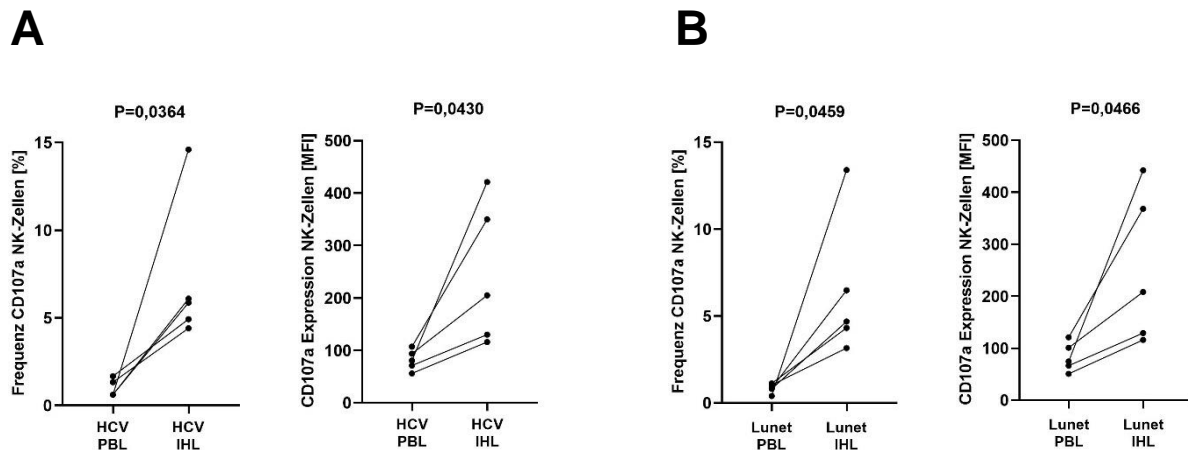 A
B
P=0,0364
Frequenz CD107a NK-Zellen [%]
15
10
5
0
HCV
PBL
HCV
IHL
P=0,0430
CD107a Expression NK-Zellen [MFI]
500
400
300
200
100
0
HCV
PBL
HCV
IHL
P=0,0459
Frequenz CD107a NK-Zellen [%]
15
10
5
0
Lunet
PBL
Lunet
IHL
P=0,0466
CD107a Expression NK-Zellen [MFI]
500
400
300
200
100
0
Lunet
PBL
Lunet
IHL